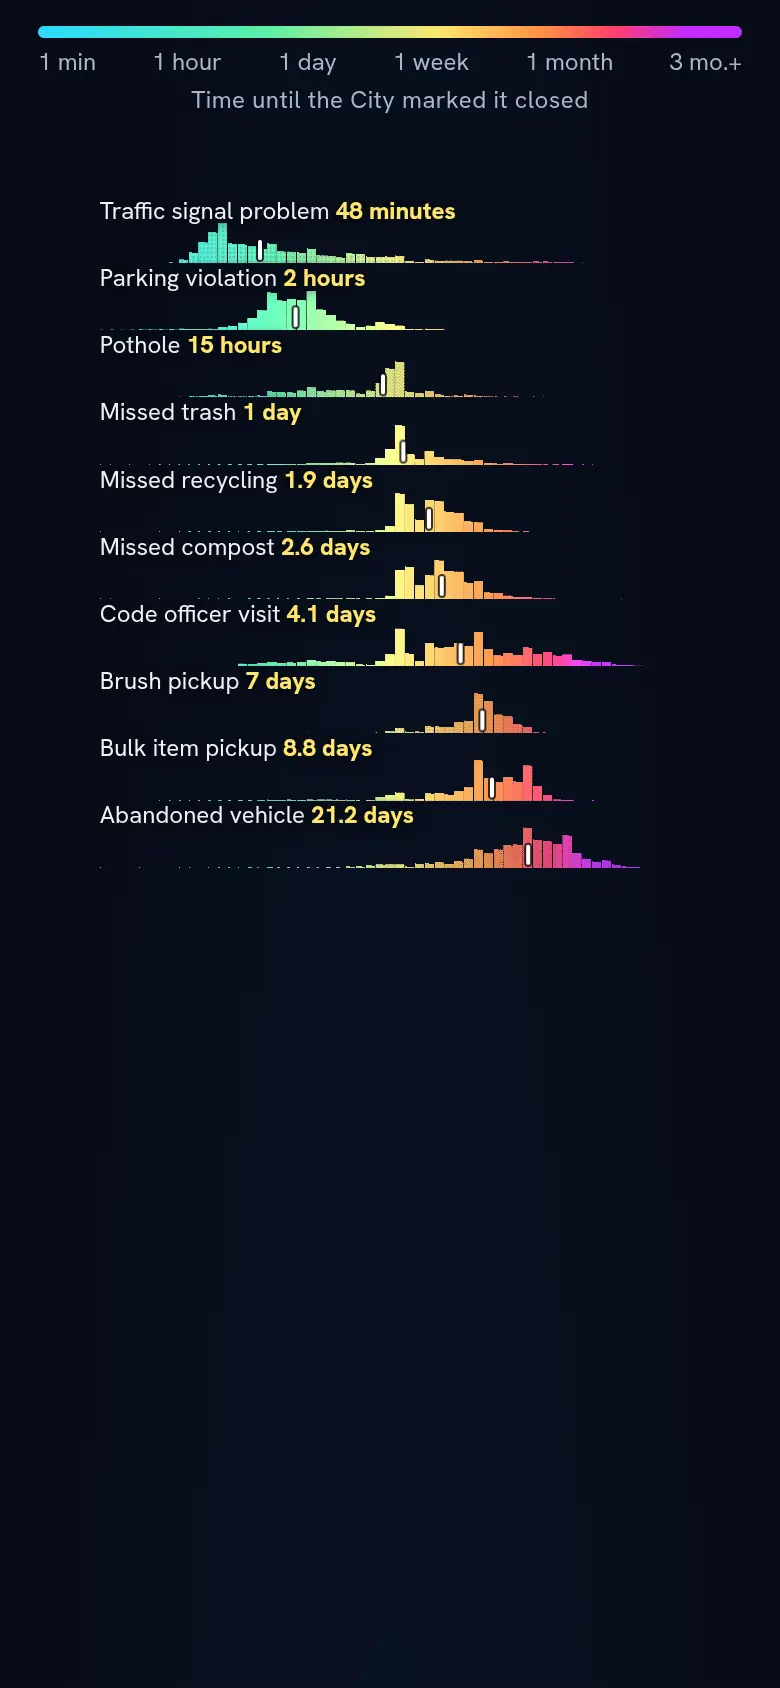 1 min 1 hour 1 day 1 week 1 month 3 mo.+
Time until the City marked it closed
Traffic signal problem 48 minutes
Parking violation 2 hours
Pothole 15 hours
Missed trash 1 day
Missed recycling 1.9 days
Missed compost 2.6 days
Code officer visit 4.1 days
Brush pickup 7 days
Bulk item pickup 8.8 days
Abandoned vehicle 21.2 days